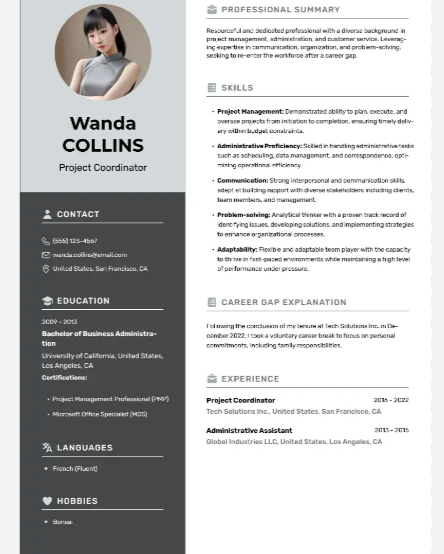 Wanda
COLLINS
Project Coordinator
CONTACT
(555) 123-4567
wanda.collins@email.com
United States, San Francisco, CA
EDUCATION
2009 - 2013
Bachelor of Business Administra-
tion
University of California, United States,
Los Angeles, CA
Certifications:
• Project Management Professional (PMP)
• Microsoft Office Specialist (MOS)
LANGUAGES
• French (Fluent)
HOBBIES
• Bonsai
PROFESSIONAL SUMMARY
Resourceful and dedicated professional with a diverse background in
project management, administration, and customer service. Leverag-
ing expertise in communication, organization, and problem-solving,
seeking to re-enter the workforce after a career gap.
SKILLS
• Project Management: Demonstrated ability to plan, execute, and
oversee projects from initiation to completion, ensuring timely deliv-
ery within budget constraints.
• Administrative Proficiency: Skilled in handling administrative tasks
such as scheduling, data management, and correspondence, opti-
mizing operational efficiency.
• Communication: Strong interpersonal and communication skills,
adept at building rapport with diverse stakeholders including clients,
team members, and management.
• Problem-solving: Analytical thinker with a proven track record of
identifying issues, developing solutions, and implementing strategies
to enhance organizational processes.
• Adaptability: Flexible and adaptable team player with the capacity
to thrive in fast-paced environments while maintaining a high level
of performance under pressure.
CAREER GAP EXPLANATION
Following the conclusion of my tenure at Tech Solutions Inc. in De-
cember 2022, I took a voluntary career break to focus on personal
commitments, including family responsibilities.
EXPERIENCE
Project Coordinator 2016 - 2022
Tech Solutions Inc., United States, San Francisco, CA
Administrative Assistant 2013 - 2015
Global Industries LLC, United States, Los Angeles, CA